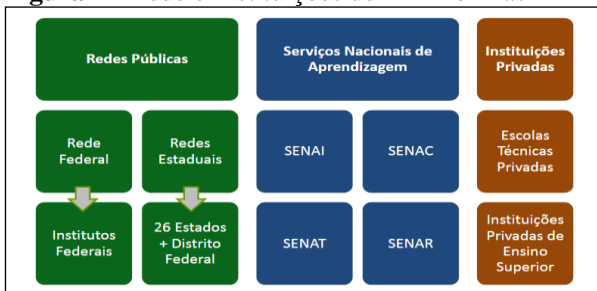 Redes Públicas
Serviços Nacionais de
Aprendizagem
Instituições
Privadas
Rede
Federal
Redes
Estaduais
SENAI
SENAC
Escolas
Técnicas
Privadas
Institutos
Federais
26 Estados
+ Distrito
Federal
SENAT
SENAR
Instituições
Privadas de
Ensino
Superior